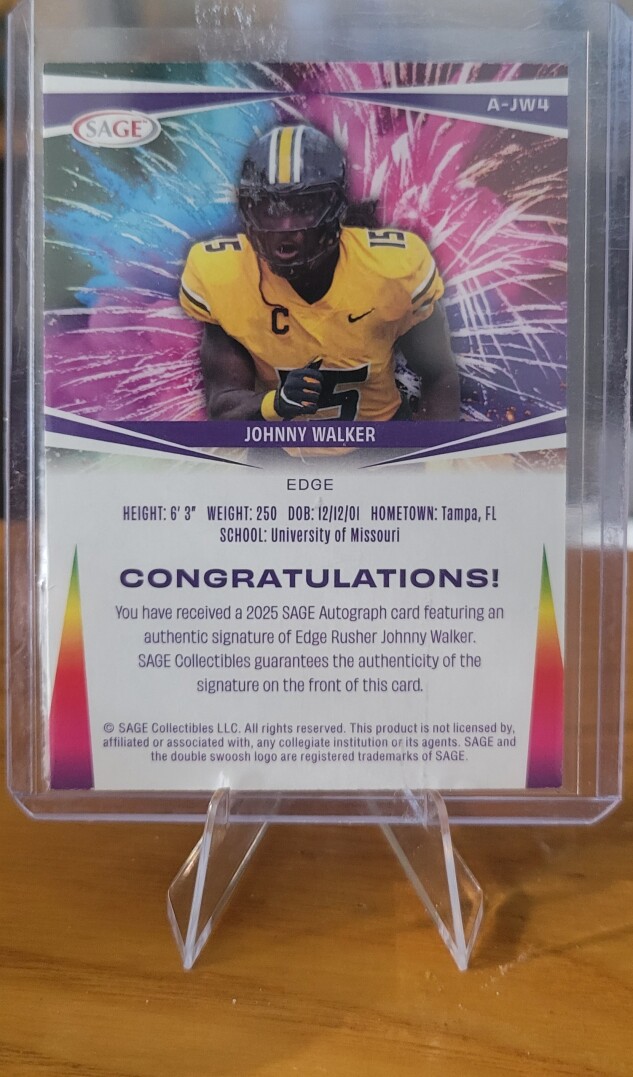 A-JW4
SAGE™
15
15
C
15
JOHNNY WALKER
EDGE
HEIGHT: 6' 3" WEIGHT: 250 DOB: 12/12/01 HOMETOWN: Tampa, FL
SCHOOL: University of Missouri
CONGRATULATIONS!
You have received a 2025 SAGE Autograph card featuring an
authentic signature of Edge Rusher Johnny Walker.
SAGE Collectibles guarantees the authenticity of the
signature on the front of this card.
© SAGE Collectibles LLC. All rights reserved. This product is not licensed by,
affiliated or associated with, any collegiate institution or its agents. SAGE and
the double swoosh logo are registered trademarks of SAGE.